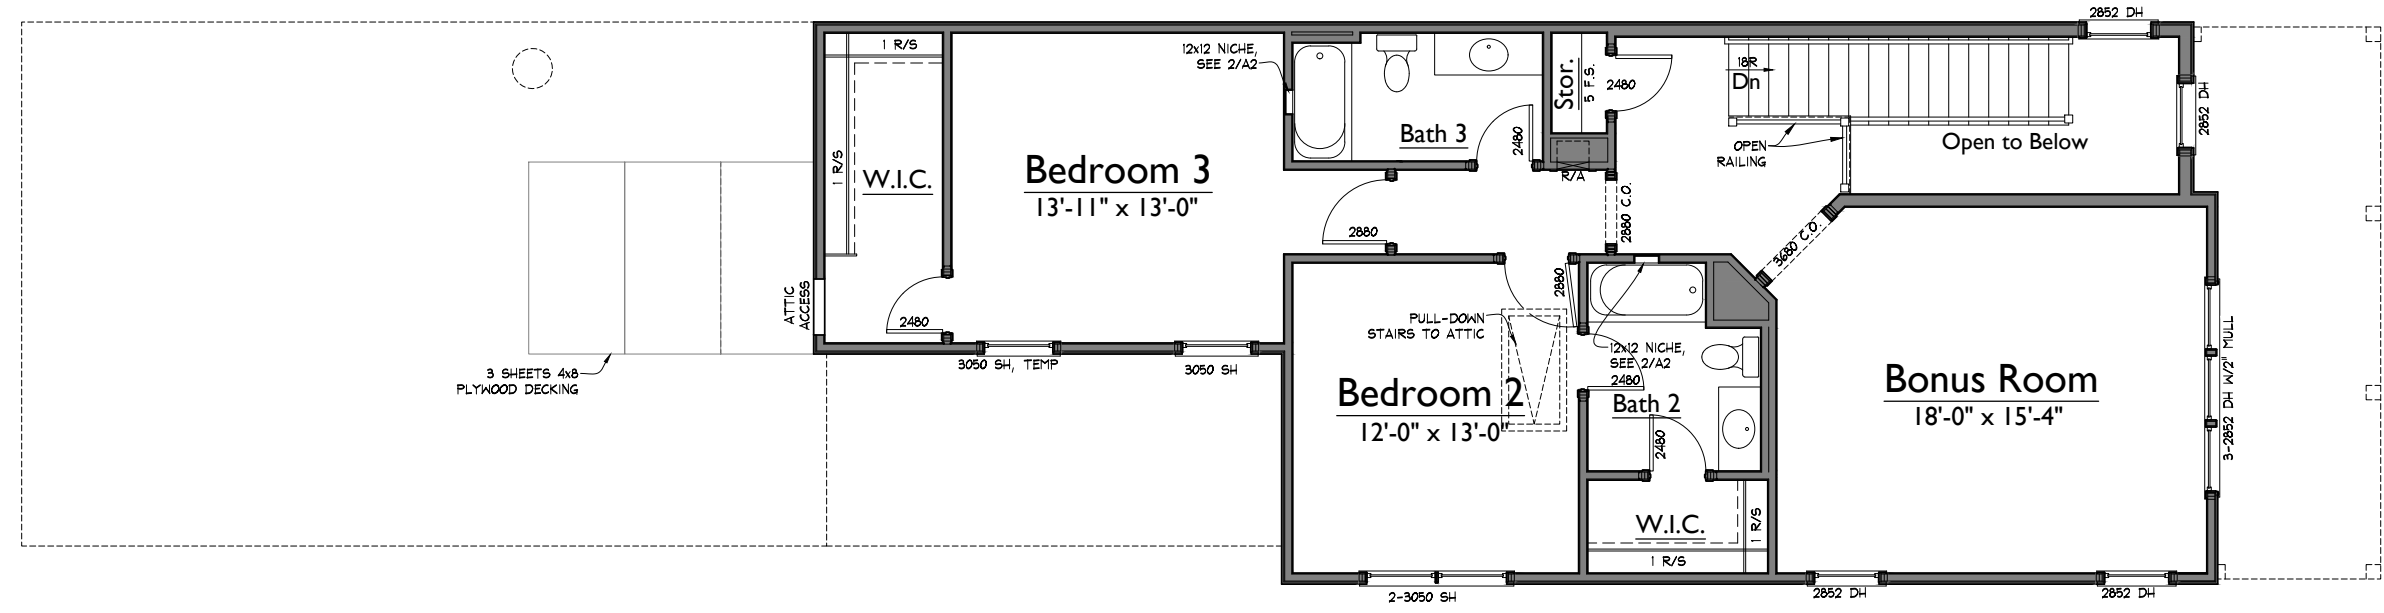 2852 DH
1 R/S
12x12 NICHE,
SEE 2/A2
Stor.
5 F.S.
2480
18R
Dn
2852 DH
Bath 3
2480
OPEN
RAILING
Open to Below
1 R/S
W.I.C.
Bedroom 3
13'-11" x 13'-0"
R/A
2880 C.O.
2880
3680 C.O.
ATTIC
ACCESS
2480
2880
PULL-DOWN
STAIRS TO ATTIC
12x12 NICHE,
SEE 2/A2
3050 SH, TEMP
3050 SH
3 SHEETS 4x8
PLYWOOD DECKING
2480
Bedroom 2
12'-0" x 13'-0"
Bath 2
2480
Bonus Room
18'-0" x 15'-4"
3-2852 DH W/2" MULL
W.I.C.
1 R/S
1 R/S
2-3050 SH
2852 DH
2852 DH